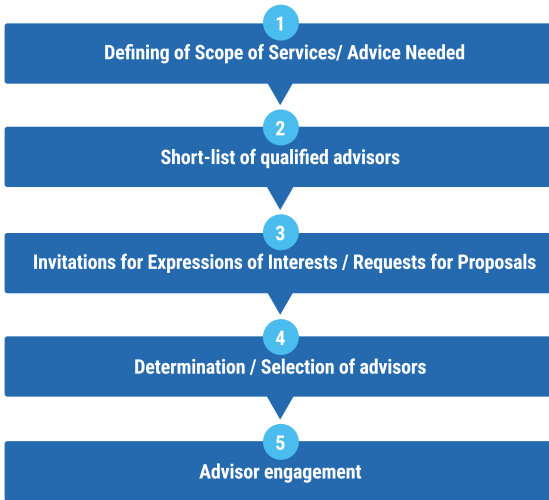 1
Defining of Scope of Services/ Advice Needed
2
Short-list of qualified advisors
3
Invitations for Expressions of Interests / Requests for Proposals
4
Determination / Selection of advisors
5
Advisor engagement